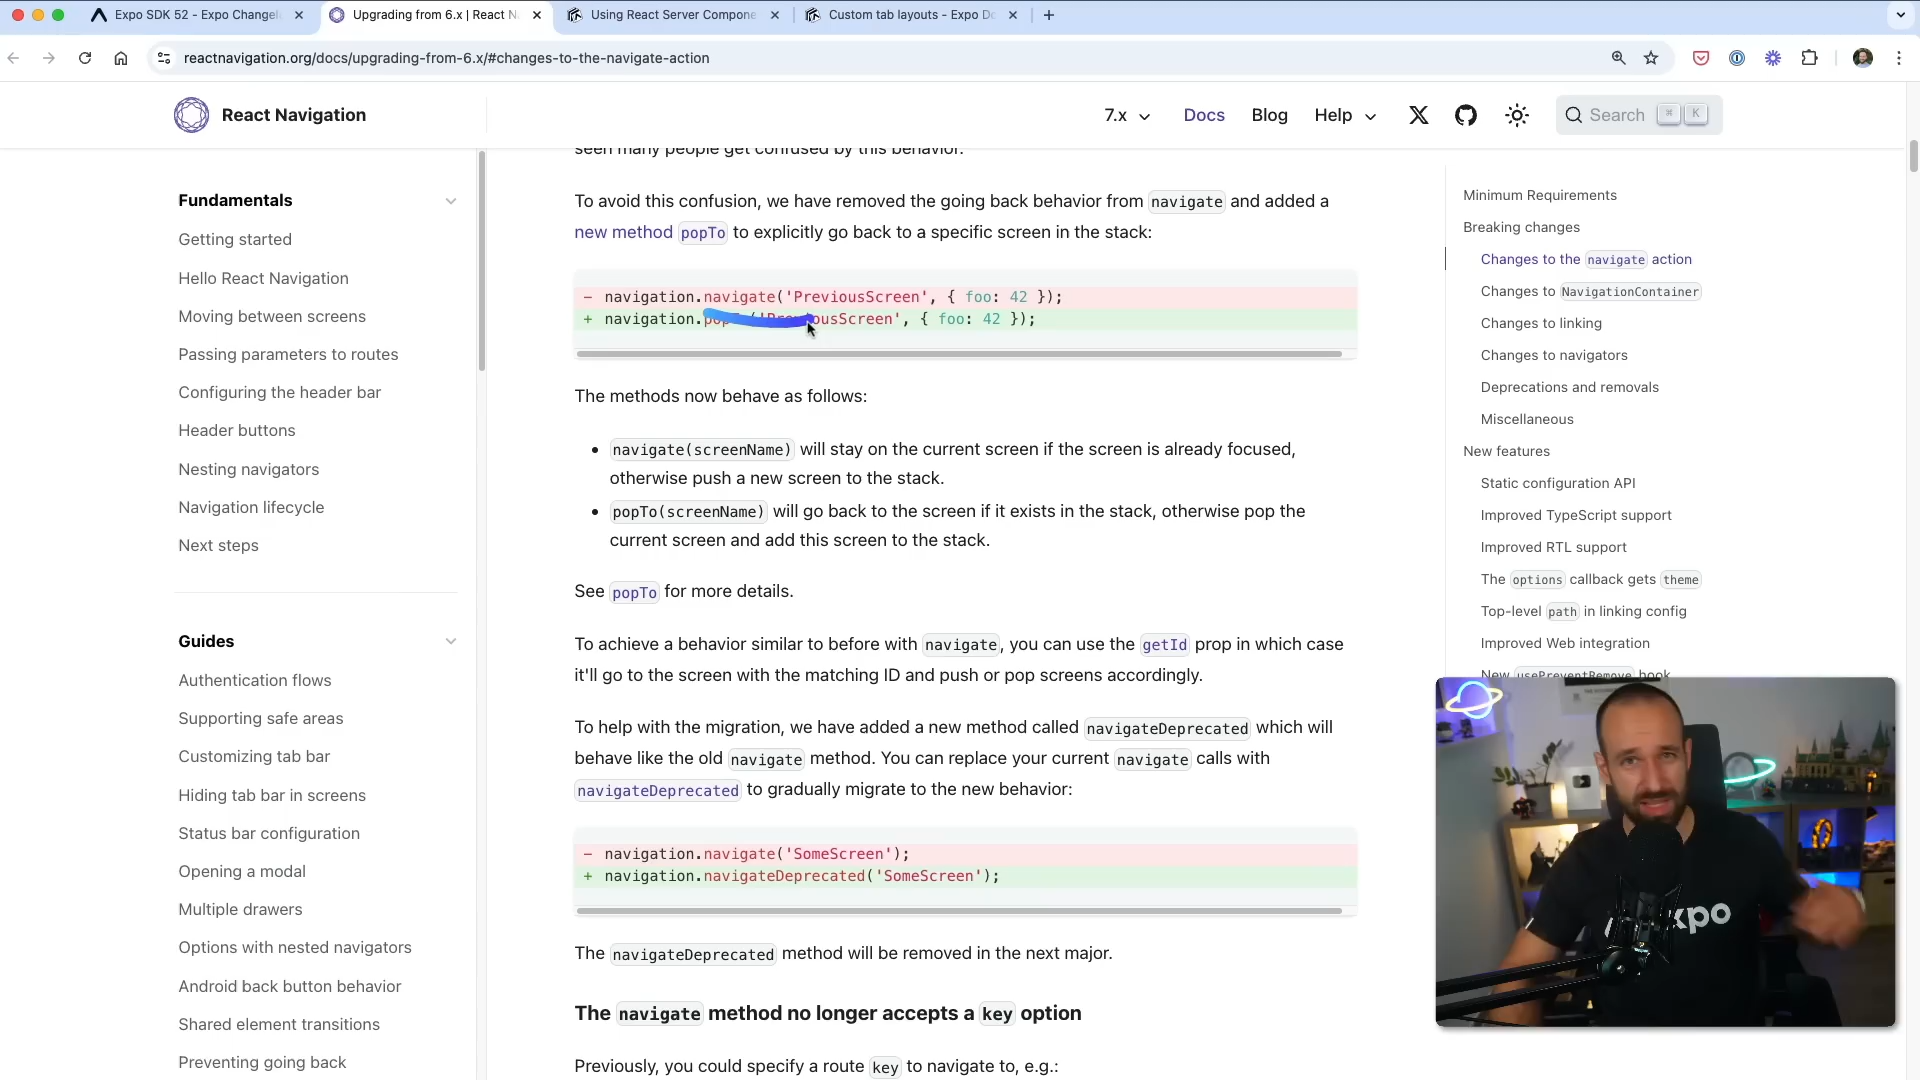 Expo SDK 52 - Expo Changel
Upgrading from 6.x | React N
Using React Server Compone
Custom tab layouts - Expo D
reactnavigation.org/docs/upgrading-from-6.x/#changes-to-the-navigate-action
React Navigation
7.x
Docs
Blog
Help
Search ⌘ K
Fundamentals
Getting started
Hello React Navigation
Moving between screens
Passing parameters to routes
Configuring the header bar
Header buttons
Nesting navigators
Navigation lifecycle
Next steps
Guides
Authentication flows
Supporting safe areas
Customizing tab bar
Hiding tab bar in screens
Status bar configuration
Opening a modal
Multiple drawers
Options with nested navigators
Android back button behavior
Shared element transitions
Preventing going back
seen many people get confused by this behavior.
To avoid this confusion, we have removed the going back behavior from navigate and added a
new method popTo to explicitly go back to a specific screen in the stack:
- navigation.navigate('PreviousScreen', { foo: 42 });
+ navigation.popTo('PreviousScreen', { foo: 42 });
The methods now behave as follows:
• navigate(screenName) will stay on the current screen if the screen is already focused,
otherwise push a new screen to the stack.
• popTo(screenName) will go back to the screen if it exists in the stack, otherwise pop the
current screen and add this screen to the stack.
See popTo for more details.
To achieve a behavior similar to before with navigate, you can use the getId prop in which case
it'll go to the screen with the matching ID and push or pop screens accordingly.
To help with the migration, we have added a new method called navigateDeprecated which will
behave like the old navigate method. You can replace your current navigate calls with
navigateDeprecated to gradually migrate to the new behavior:
- navigation.navigate('SomeScreen');
+ navigation.navigateDeprecated('SomeScreen');
The navigateDeprecated method will be removed in the next major.
The navigate method no longer accepts a key option
Previously, you could specify a route key to navigate to, e.g.:
Minimum Requirements
Breaking changes
Changes to the navigate action
Changes to NavigationContainer
Changes to linking
Changes to navigators
Deprecations and removals
Miscellaneous
New features
Static configuration API
Improved TypeScript support
Improved RTL support
The options callback gets theme
Top-level path in linking config
Improved Web integration
New usePreventRemove hook
xpo